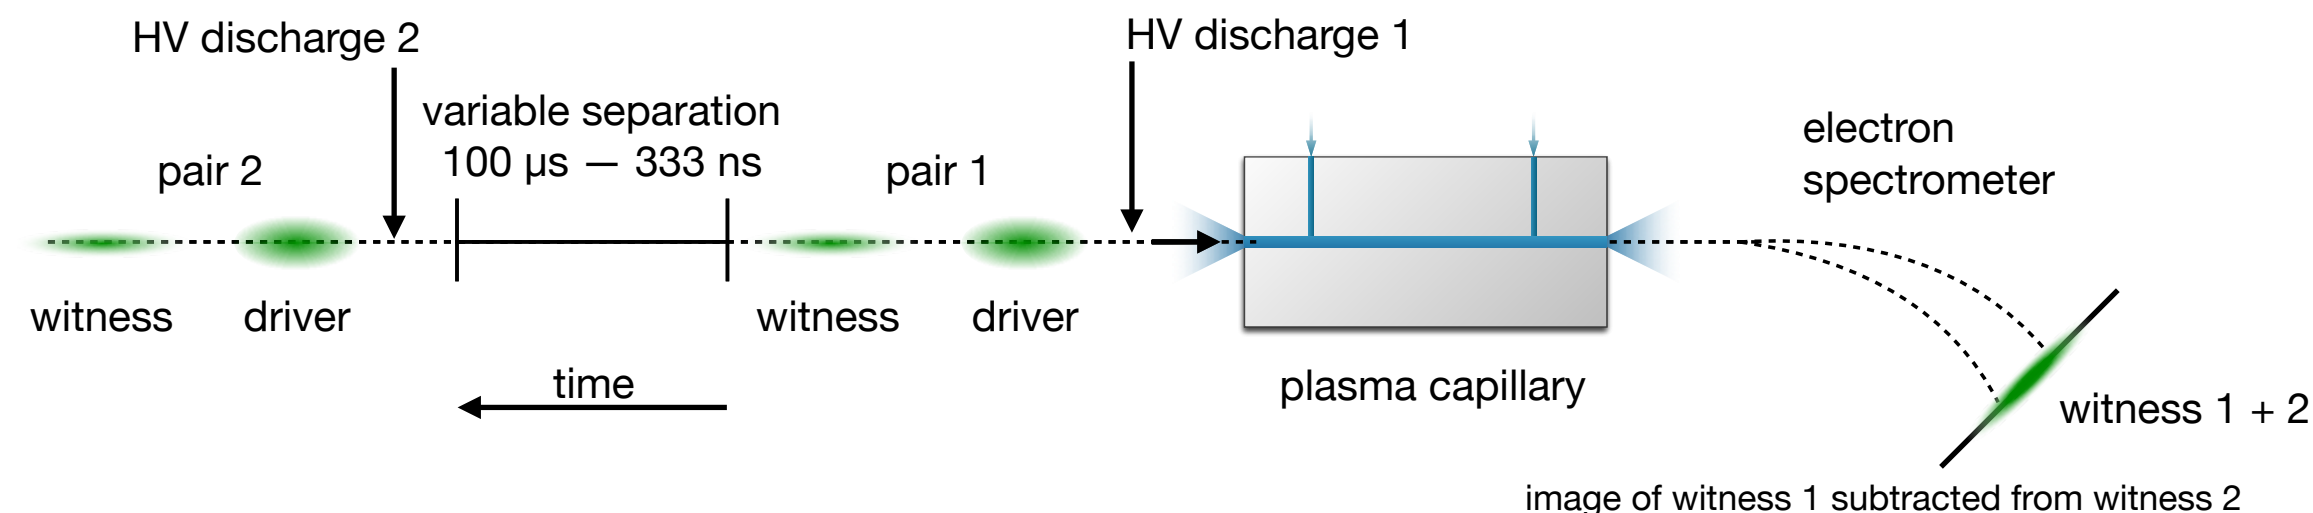 HV discharge 2
HV discharge 1
variable separation
100 µs — 333 ns
pair 2
pair 1
electron
spectrometer
witness
driver
witness
driver
time
plasma capillary
witness 1 + 2
image of witness 1 subtracted from witness 2